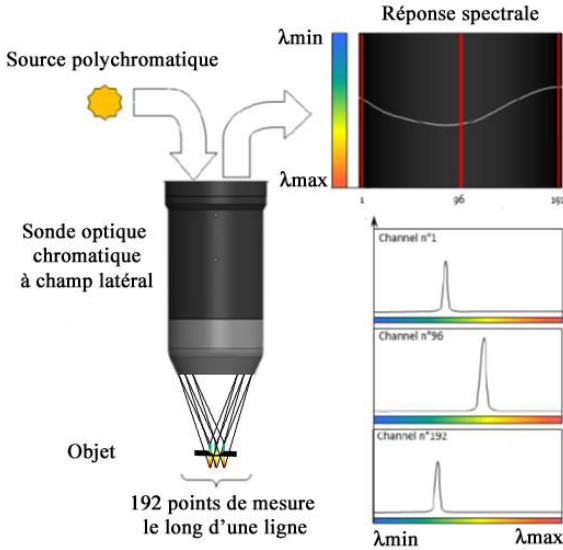 Réponse spectrale
Source polychromatique
λmin
λmax
1
96
192
Sonde optique
chromatique
à champ latéral
Channel n°1
Channel n°96
Channel n°192
Objet
192 points de mesure
le long d'une ligne
λmin
λmax